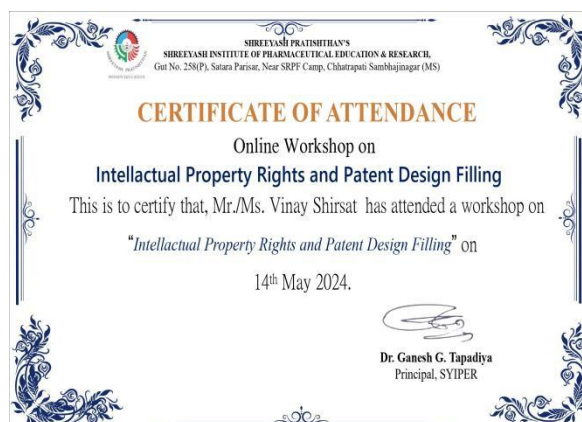 SHREEYASH PRATISHTHAN'S
SHREEYASH INSTITUTE OF PHARMACEUTICAL EDUCATION & RESEARCH,
Gut No. 258(P), Satara Parisar, Near SRPF Camp, Chhatrapati Sambhajinagar (MS)
CERTIFICATE OF ATTENDANCE
Online Workshop on
Intellactual Property Rights and Patent Design Filling
This is to certify that, Mr./Ms. Vinay Shirsat has attended a workshop on
“Intellactual Property Rights and Patent Design Filling” on
14th May 2024.
Dr. Ganesh G. Tapadiya
Principal, SYIPER